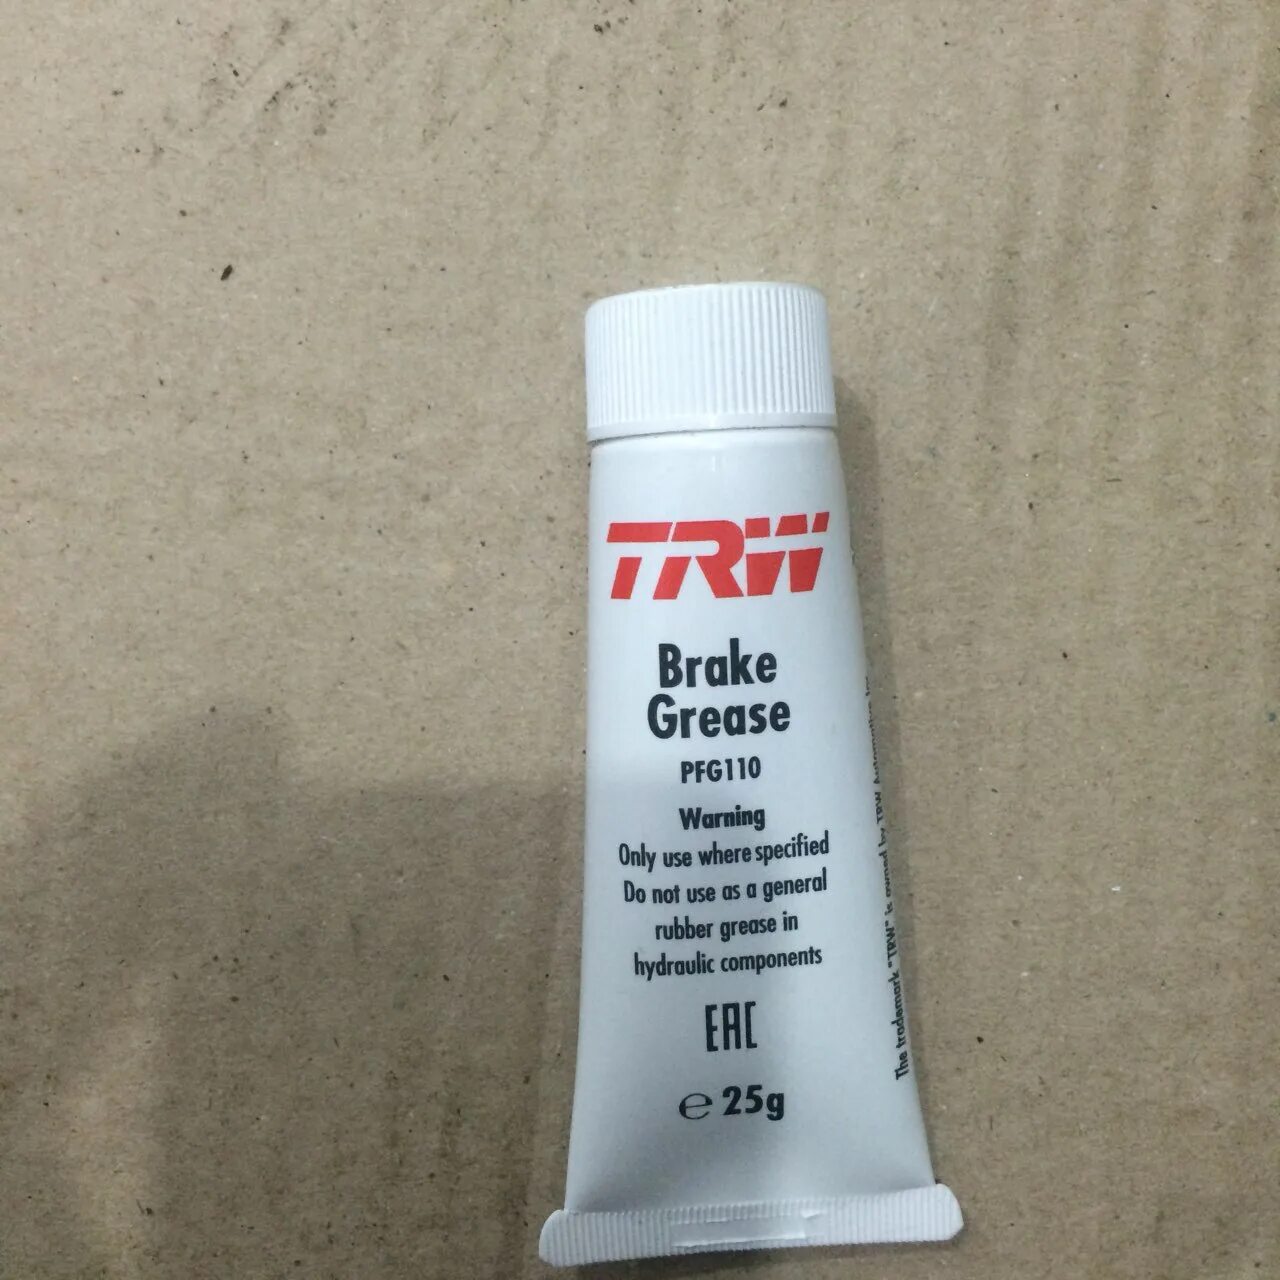 TRW
Brake
Grease
PFG110
Warning
Only use where specified
Do not use as a general
rubber grease in
hydraulic components
EAC
℮ 25g
The trademark "TRW" is owned by TRW Automotive